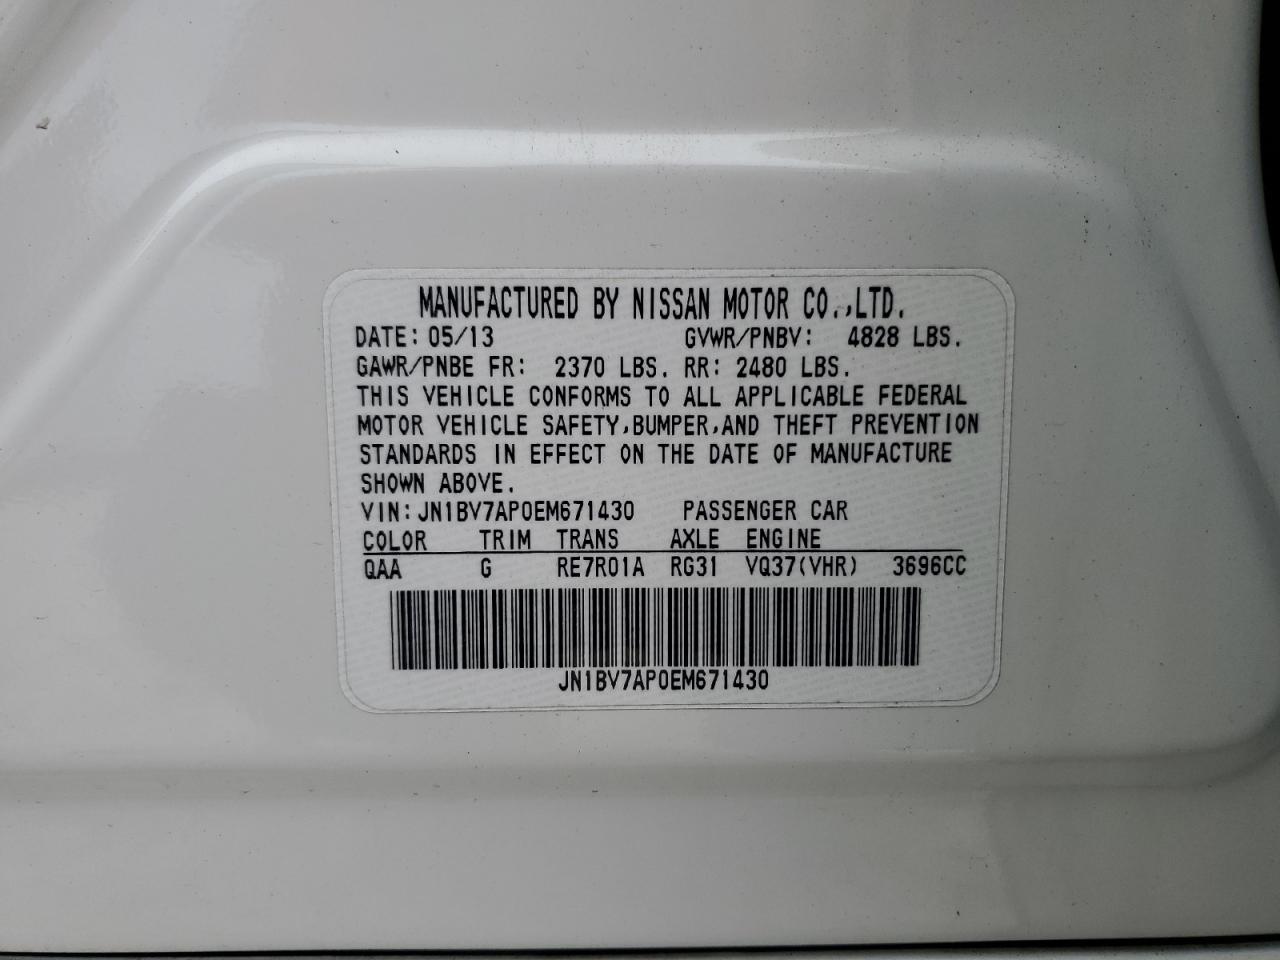 MANUFACTURED BY NISSAN MOTOR CO.,LTD.
DATE: 05/13 GVWR/PNBV: 4828 LBS.
GAWR/PNBE FR: 2370 LBS. RR: 2480 LBS.
THIS VEHICLE CONFORMS TO ALL APPLICABLE FEDERAL
MOTOR VEHICLE SAFETY,BUMPER,AND THEFT PREVENTION
STANDARDS IN EFFECT ON THE DATE OF MANUFACTURE
SHOWN ABOVE.
VIN: JN1BV7AP0EM671430 PASSENGER CAR
COLOR TRIM TRANS AXLE ENGINE
QAA G RE7R01A RG31 VQ37(VHR) 3696CC
JN1BV7AP0EM671430